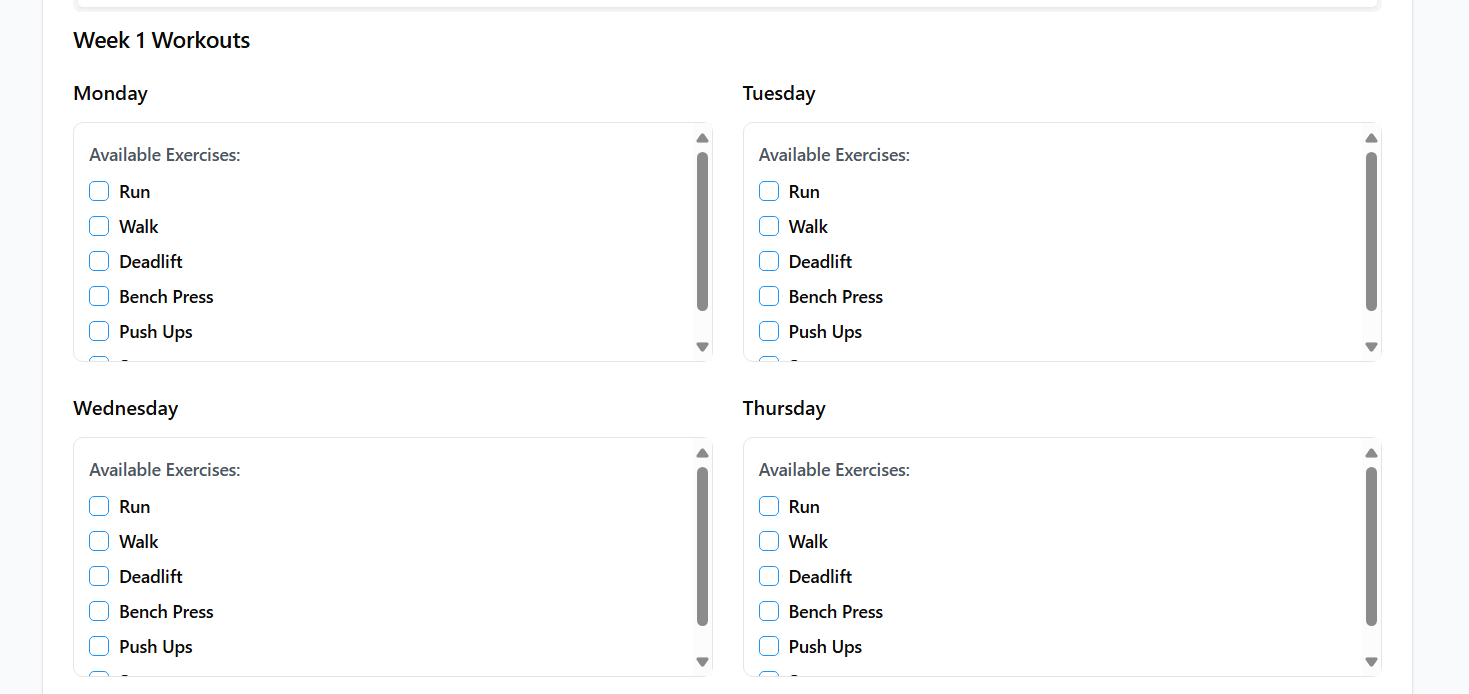 Week 1 Workouts
Monday
Available Exercises:
Run
Walk
Deadlift
Bench Press
Push Ups
Tuesday
Available Exercises:
Run
Walk
Deadlift
Bench Press
Push Ups
Wednesday
Available Exercises:
Run
Walk
Deadlift
Bench Press
Push Ups
Thursday
Available Exercises:
Run
Walk
Deadlift
Bench Press
Push Ups